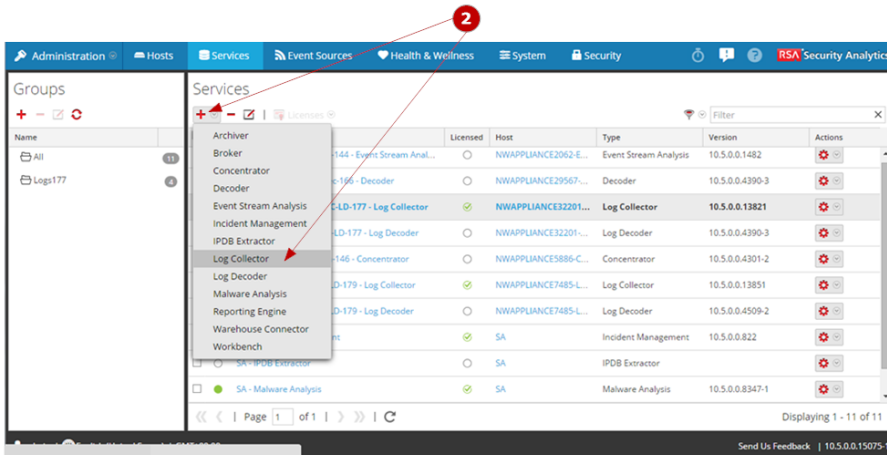 2
Administration Hosts Services Event Sources Health & Wellness System Security RSA Security Analytics
Groups
Name
All 11
Logs177 4
Services
Licenses
Filter
Licensed Host Type Version Actions
Archiver
Broker
Concentrator
Decoder
Event Stream Analysis
Incident Management
IPDB Extractor
Log Collector
Log Decoder
Malware Analysis
Reporting Engine
Warehouse Connector
Workbench
-144 - Event Stream Anal... NWAPPLIANCE2062-E... Event Stream Analysis 10.5.0.0.1482
-166 - Decoder NWAPPLIANCE29567-... Decoder 10.5.0.0.4390-3
-LD-177 - Log Collector NWAPPLIANCE32201... Log Collector 10.5.0.0.13821
-LD-177 - Log Decoder NWAPPLIANCE32201-... Log Decoder 10.5.0.0.4390-3
-146 - Concentrator NWAPPLIANCE5886-C... Concentrator 10.5.0.0.4301-2
D-179 - Log Collector NWAPPLIANCE7485-L... Log Collector 10.5.0.0.13851
D-179 - Log Decoder NWAPPLIANCE7485-L... Log Decoder 10.5.0.0.4509-2
nt SA Incident Management 10.5.0.0.822
SA - IPDB Extractor SA IPDB Extractor
SA - Malware Analysis SA Malware Analysis 10.5.0.0.8347-1
Page 1 of 1 Displaying 1 - 11 of 11
Send Us Feedback | 10.5.0.0.15075-1